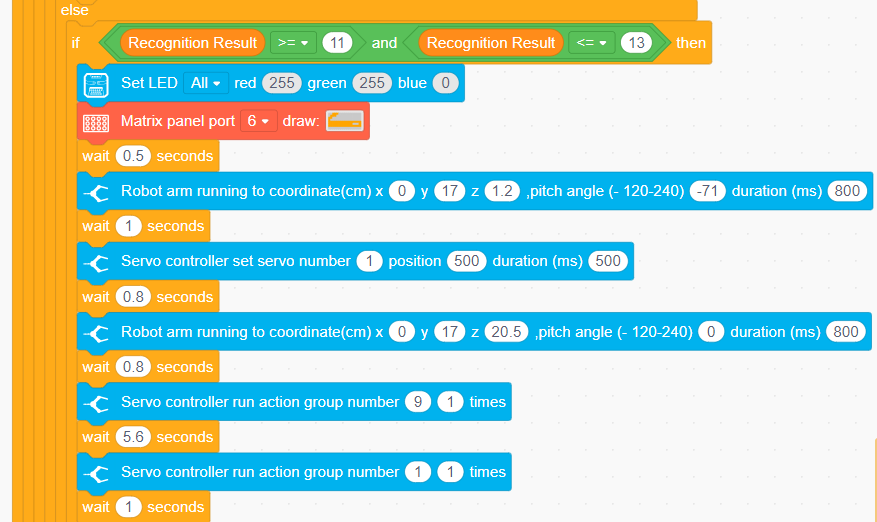 else
if Recognition Result >= 11 and Recognition Result <= 13 then
Set LED All red 255 green 255 blue 0
Matrix panel port 6 draw:
wait 0.5 seconds
Robot arm running to coordinate(cm) x 0 y 17 z 1.2 ,pitch angle (- 120-240) -71 duration (ms) 800
wait 1 seconds
Servo controller set servo number 1 position 500 duration (ms) 500
wait 0.8 seconds
Robot arm running to coordinate(cm) x 0 y 17 z 20.5 ,pitch angle (- 120-240) 0 duration (ms) 800
wait 0.8 seconds
Servo controller run action group number 9 1 times
wait 5.6 seconds
Servo controller run action group number 1 1 times
wait 1 seconds